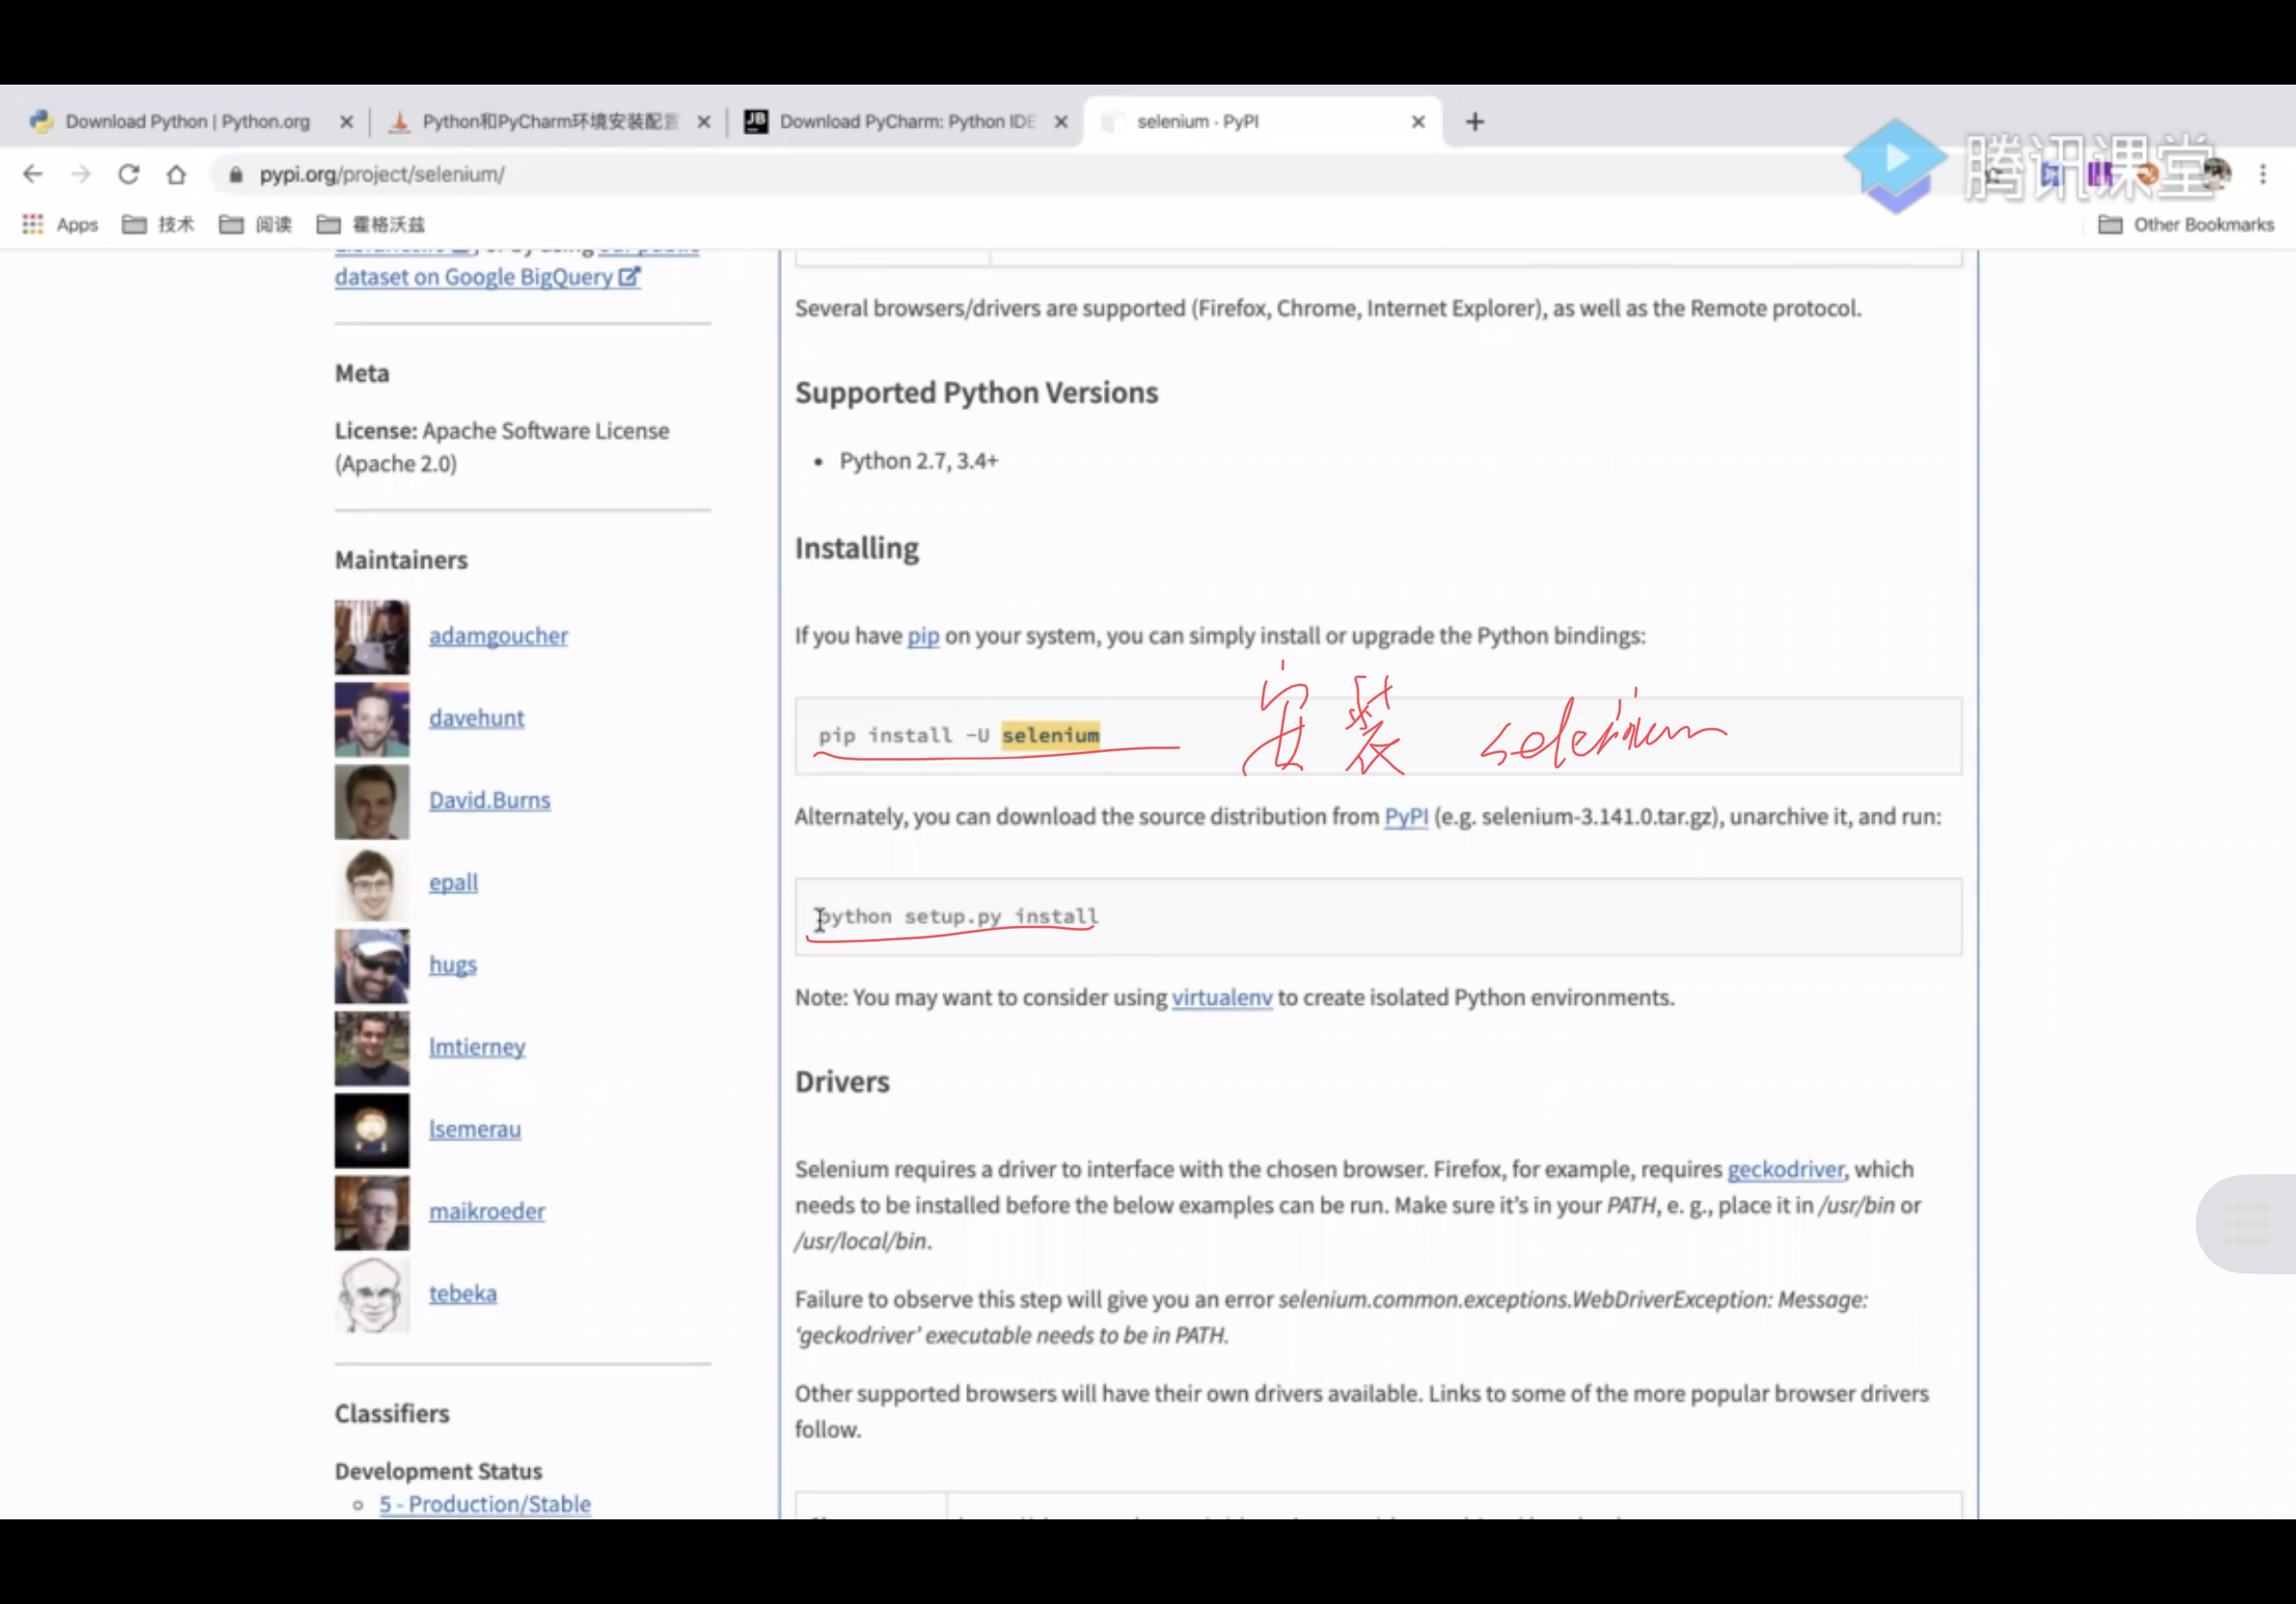 Download Python | Python.org
Python和PyCharm环境安装配置
Download PyCharm: Python IDE
selenium · PyPI
腾讯课堂
pypi.org/project/selenium/
Apps 技术 阅读 霍格沃兹 Other Bookmarks
dataset on Google BigQuery
Meta
License: Apache Software License
(Apache 2.0)
Maintainers
adamgoucher
davehunt
David.Burns
epall
hugs
lmtierney
lsemerau
maikroeder
tebeka
Classifiers
Development Status
5 - Production/Stable
Several browsers/drivers are supported (Firefox, Chrome, Internet Explorer), as well as the Remote protocol.
Supported Python Versions
Python 2.7, 3.4+
Installing
If you have pip on your system, you can simply install or upgrade the Python bindings:
pip install -U selenium 安装 selenium
Alternately, you can download the source distribution from PyPI (e.g. selenium-3.141.0.tar.gz), unarchive it, and run:
python setup.py install
Note: You may want to consider using virtualenv to create isolated Python environments.
Drivers
Selenium requires a driver to interface with the chosen browser. Firefox, for example, requires geckodriver, which
needs to be installed before the below examples can be run. Make sure it’s in your PATH, e. g., place it in /usr/bin or
/usr/local/bin.
Failure to observe this step will give you an error selenium.common.exceptions.WebDriverException: Message:
‘geckodriver’ executable needs to be in PATH.
Other supported browsers will have their own drivers available. Links to some of the more popular browser drivers
follow.